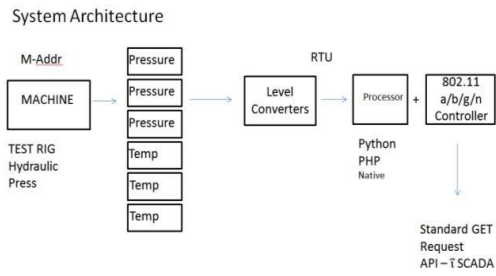 System Architecture
M-Addr
MACHINE
TEST RIG
Hydraulic
Press
Pressure
Pressure
Pressure
Temp
Temp
Temp
Level
Converters
RTU
Processor
+
802.11
a/b/g/n
Controller
Python
PHP
Native
Standard GET
Request
API – ï SCADA